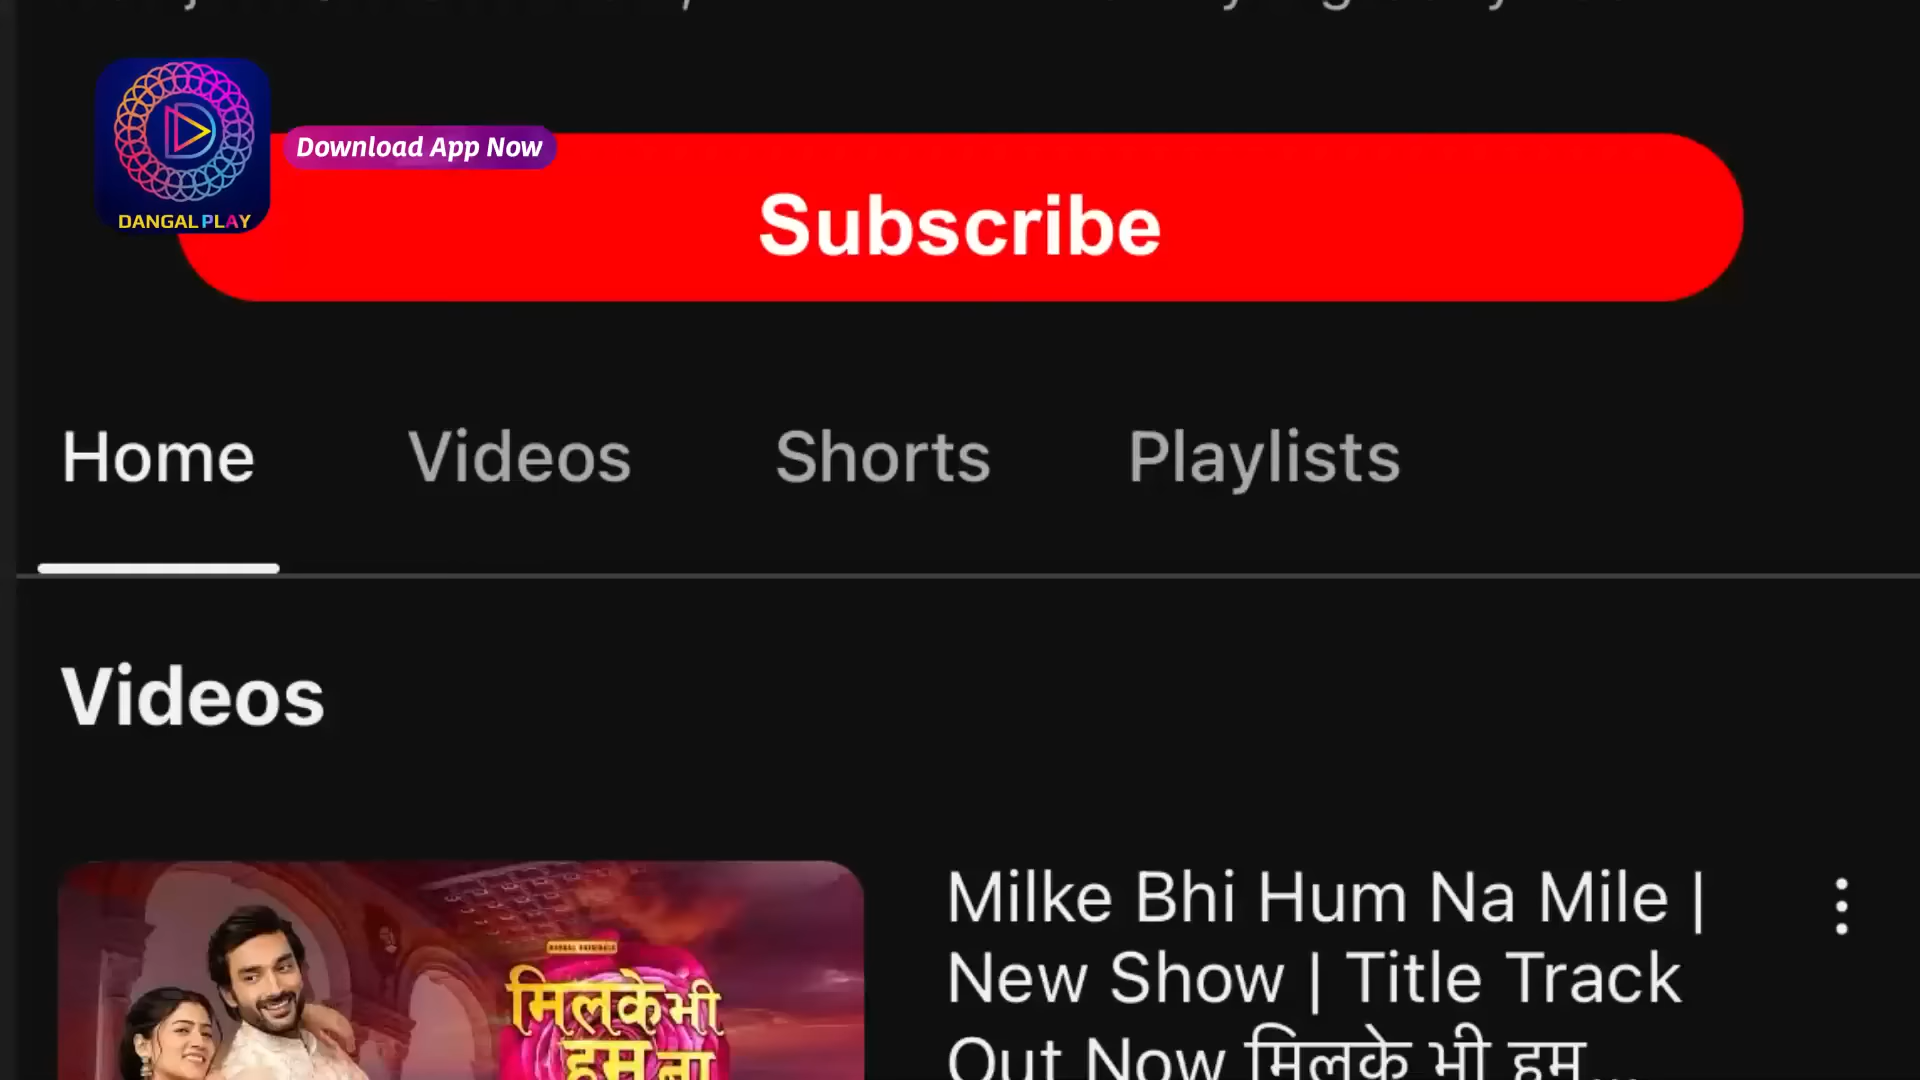 DANGAL PLAY
Download App Now
Subscribe
Home
Videos
Shorts
Playlists
Videos
मिलके भी
हम ना
Milke Bhi Hum Na Mile |
New Show | Title Track
Out Now मिलके भी हम...